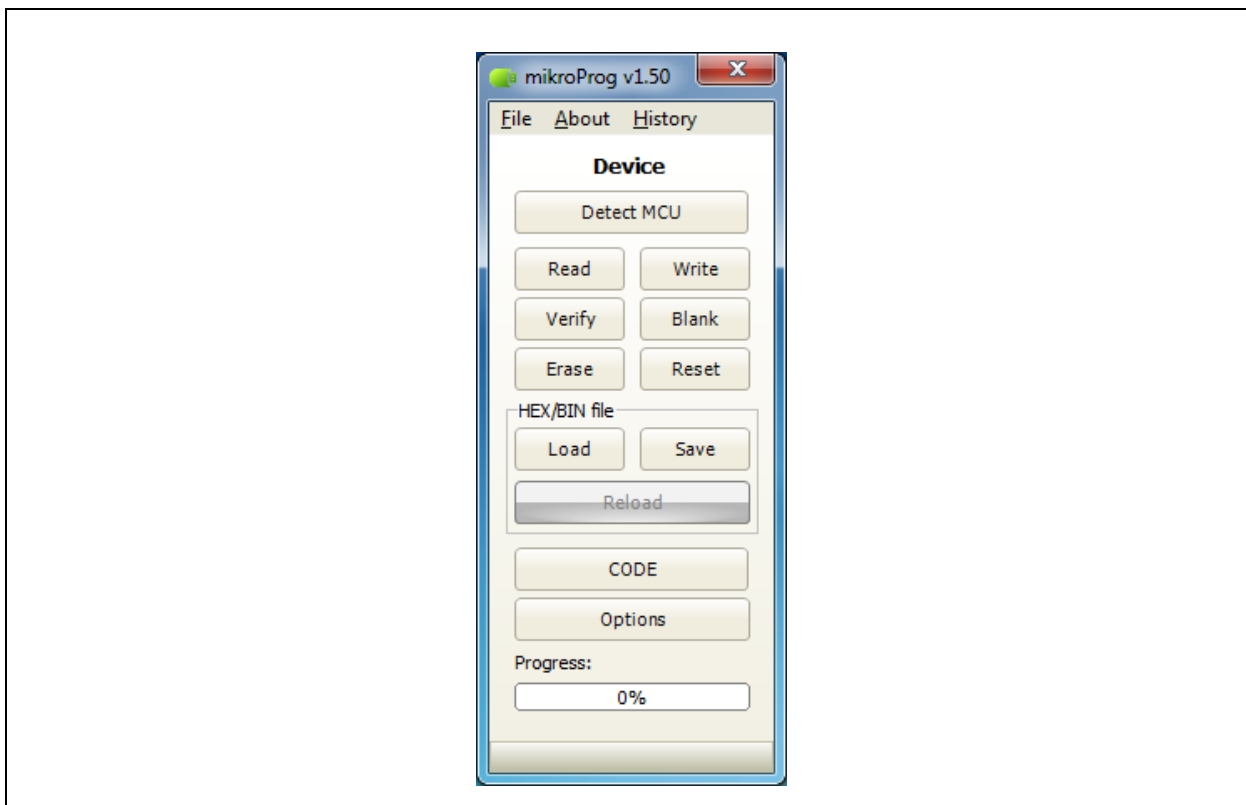 mikroProg v1.50
File About History
Device
Detect MCU
Read Write
Verify Blank
Erase Reset
HEX/BIN file
Load Save
Reload
CODE
Options
Progress:
0%